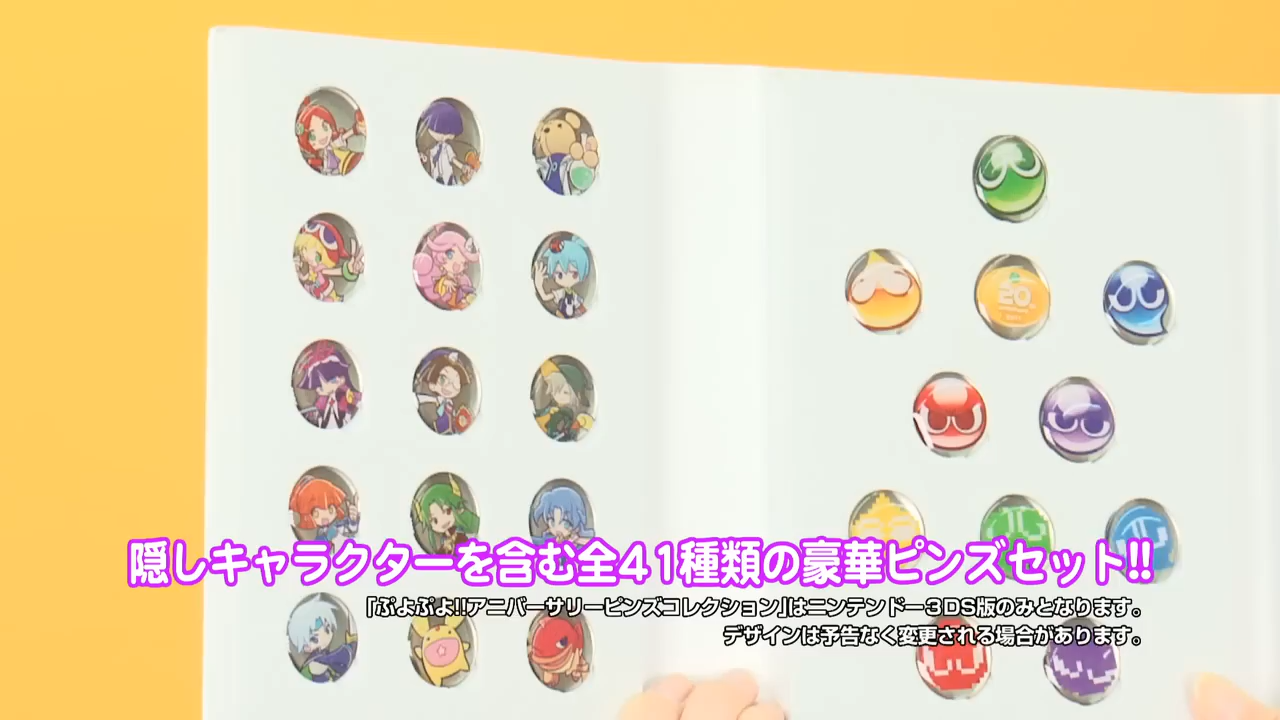 20
隠しキャラクターを含む全41種類の豪華ピンズセット!!
「ぷよぷよ!!アニバーサリーピンズコレクション」はニンテンドー3DS版のみとなります。
デザインは予告なく変更される場合があります。